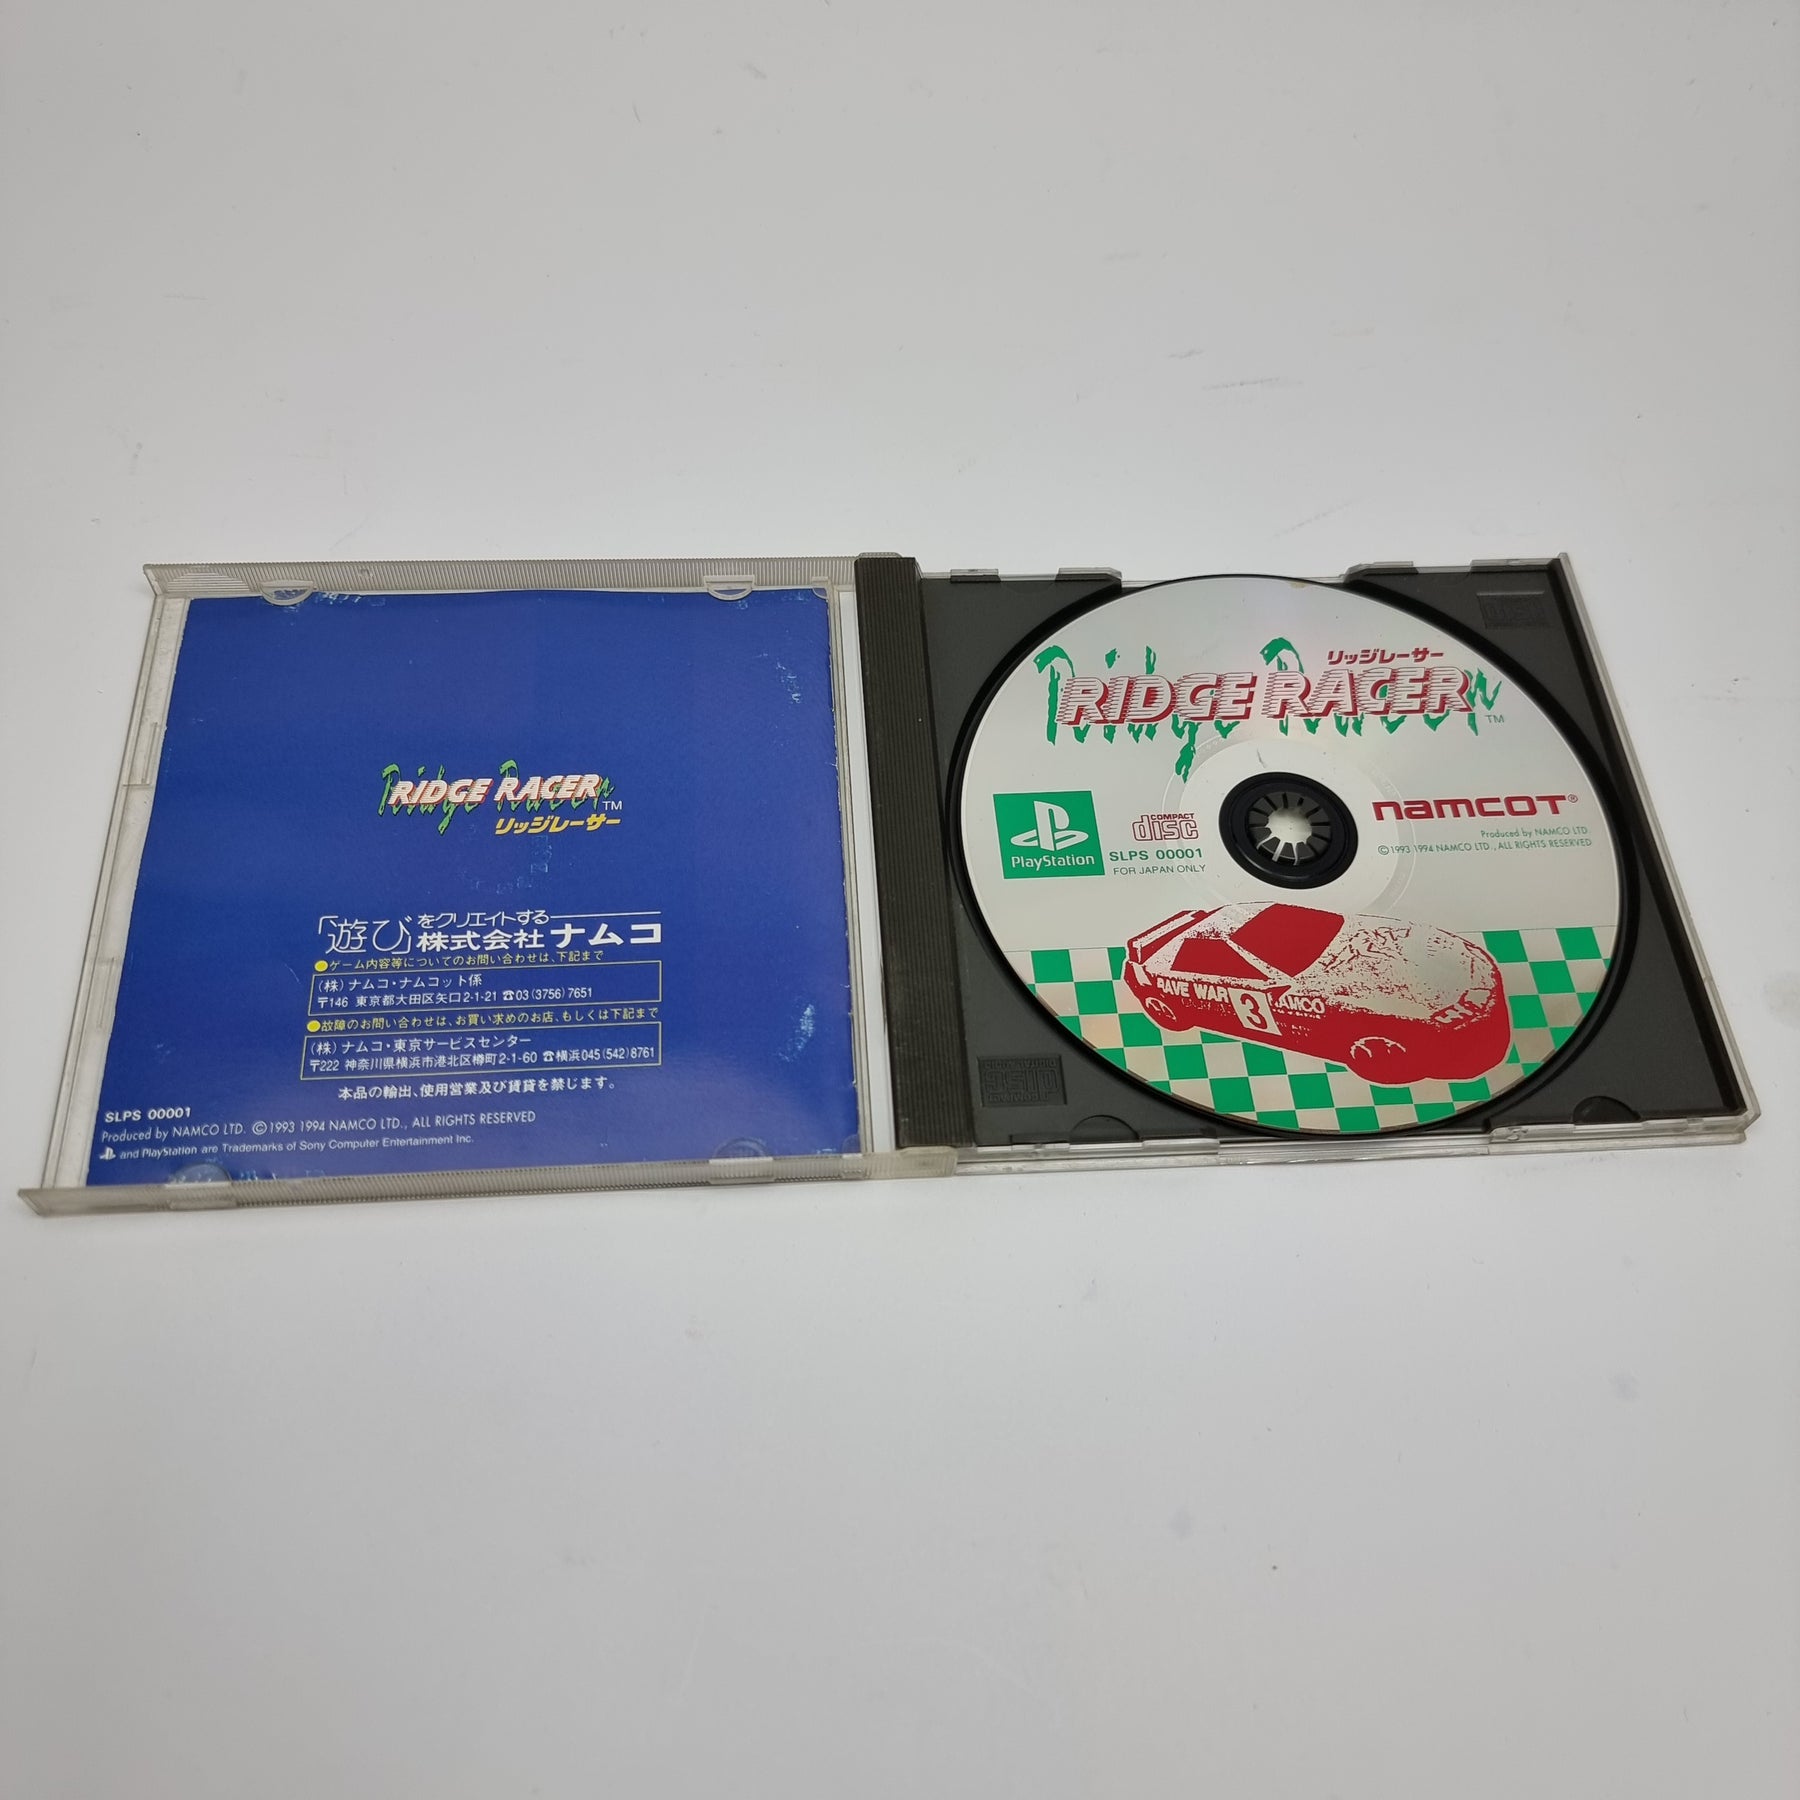 Ridge Racer
RIDGE RACER™
リッジレーサー
「遊び」をクリエイトする
株式会社ナムコ
●ゲーム内容等についてのお問い合わせは、下記まで
(株)ナムコ・ナムコット係
〒146 東京都大田区矢口2-1-21 ☎03(3756)7651
●故障のお問い合わせは、お買い求めのお店、もしくは下記まで
(株)ナムコ・東京サービスセンター
〒222 神奈川県横浜市港北区樽町2-1-60 ☎横浜045(542)8761
本品の輸出、使用営業及び賃貸を禁じます。
SLPS 00001
Produced by NAMCO LTD. ©1993 1994 NAMCO LTD., ALL RIGHTS RESERVED
and PlayStation are Trademarks of Sony Computer Entertainment Inc.
リッジレーサー
Ridge Racer
RIDGE RACER™
PlayStation
COMPACT
disc
SLPS 00001
FOR JAPAN ONLY
namcot®
Produced by NAMCO LTD.
©1993 1994 NAMCO LTD., ALL RIGHTS RESERVED
RAVE WAR 3 NAMCO